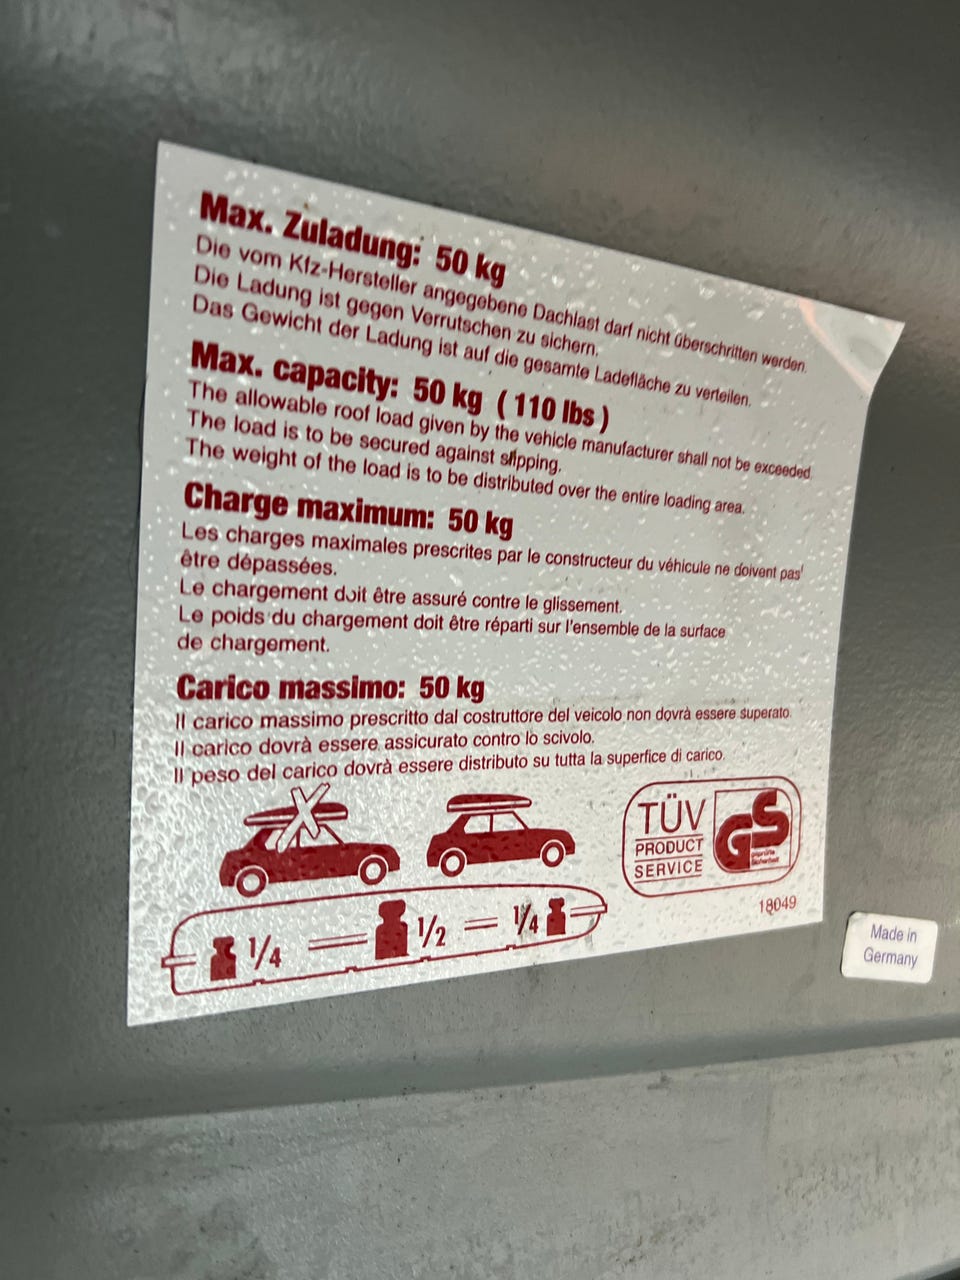 Max. Zuladung: 50 kg
Die vom Kfz-Hersteller angegebene Dachlast darf nicht überschritten werden.
Die Ladung ist gegen Verrutschen zu sichern.
Das Gewicht der Ladung ist auf die gesamte Ladefläche zu verteilen.
Max. capacity: 50 kg (110 lbs)
The allowable roof load given by the vehicle manufacturer shall not be exceeded.
The load is to be secured against slipping.
The weight of the load is to be distributed over the entire loading area.
Charge maximum: 50 kg
Les charges maximales prescrites par le constructeur du véhicule ne doivent pas
être dépassées.
Le chargement doit être assuré contre le glissement.
Le poids du chargement doit être réparti sur l'ensemble de la surface
de chargement.
Carico massimo: 50 kg
Il carico massimo prescritto dal costruttore del veicolo non dovrà essere superato.
Il carico dovrà essere assicurato contro lo scivolo.
Il peso del carico dovrà essere distributo su tutta la superfice di carico.
TÜV
PRODUCT
SERVICE
GS
geprüfte
Sicherheit
18049
1/4 = 1/2 = 1/4
Made in
Germany